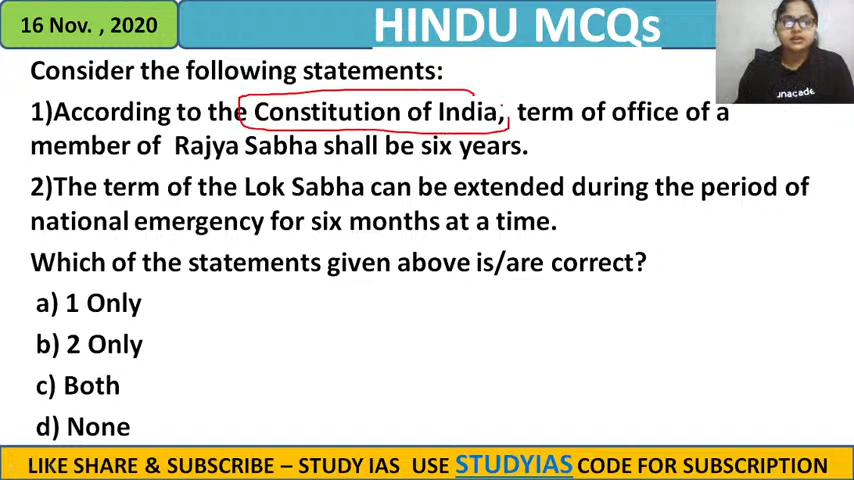 16 Nov. , 2020
HINDU MCQs
unacade
Consider the following statements:
1)According to the Constitution of India, term of office of a
member of Rajya Sabha shall be six years.
2)The term of the Lok Sabha can be extended during the period of
national emergency for six months at a time.
Which of the statements given above is/are correct?
a) 1 Only
b) 2 Only
c) Both
d) None
LIKE SHARE & SUBSCRIBE – STUDY IAS USE STUDYIAS CODE FOR SUBSCRIPTION